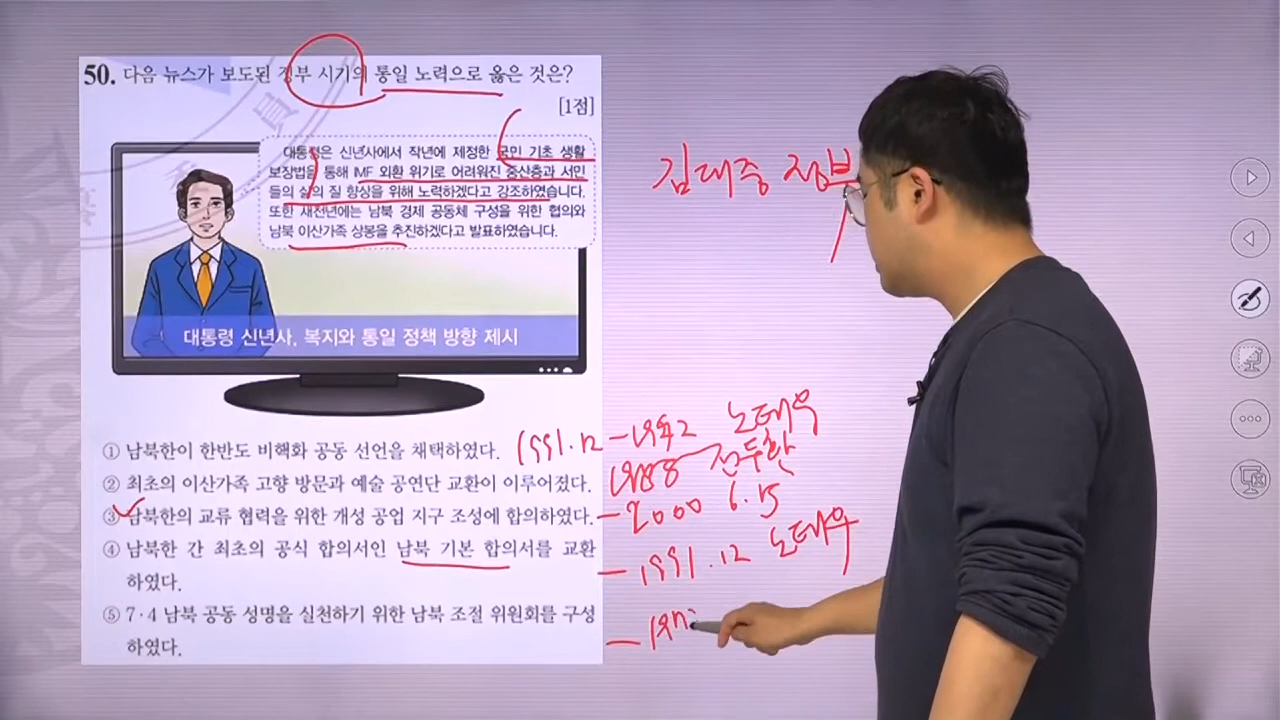 50. 다음 뉴스가 보도된 정부 시기의 통일 노력으로 옳은 것은?
[1점]
대통령은 신년사에서 작년에 제정한 국민 기초 생활
보장법을 통해 IMF 외환 위기로 어려워진 중산층과 서민
들의 삶의 질 향상을 위해 노력하겠다고 강조하였습니다.
또한 새천년에는 남북 경제 공동체 구성을 위한 협의와
남북 이산가족 상봉을 추진하겠다고 발표하였습니다.
대통령 신년사, 복지와 통일 정책 방향 제시
김대중 정부
① 남북한이 한반도 비핵화 공동 선언을 채택하였다.
1991.12 - 1992 노태우
② 최초의 이산가족 고향 방문과 예술 공연단 교환이 이루어졌다.
전두환
③ 남북한의 교류 협력을 위한 개성 공업 지구 조성에 합의하였다.
- 2000 6.15
④ 남북한 간 최초의 공식 합의서인 남북 기본 합의서를 교환
하였다.
- 1991.12 노태우
⑤ 7·4 남북 공동 성명을 실천하기 위한 남북 조절 위원회를 구성
하였다.